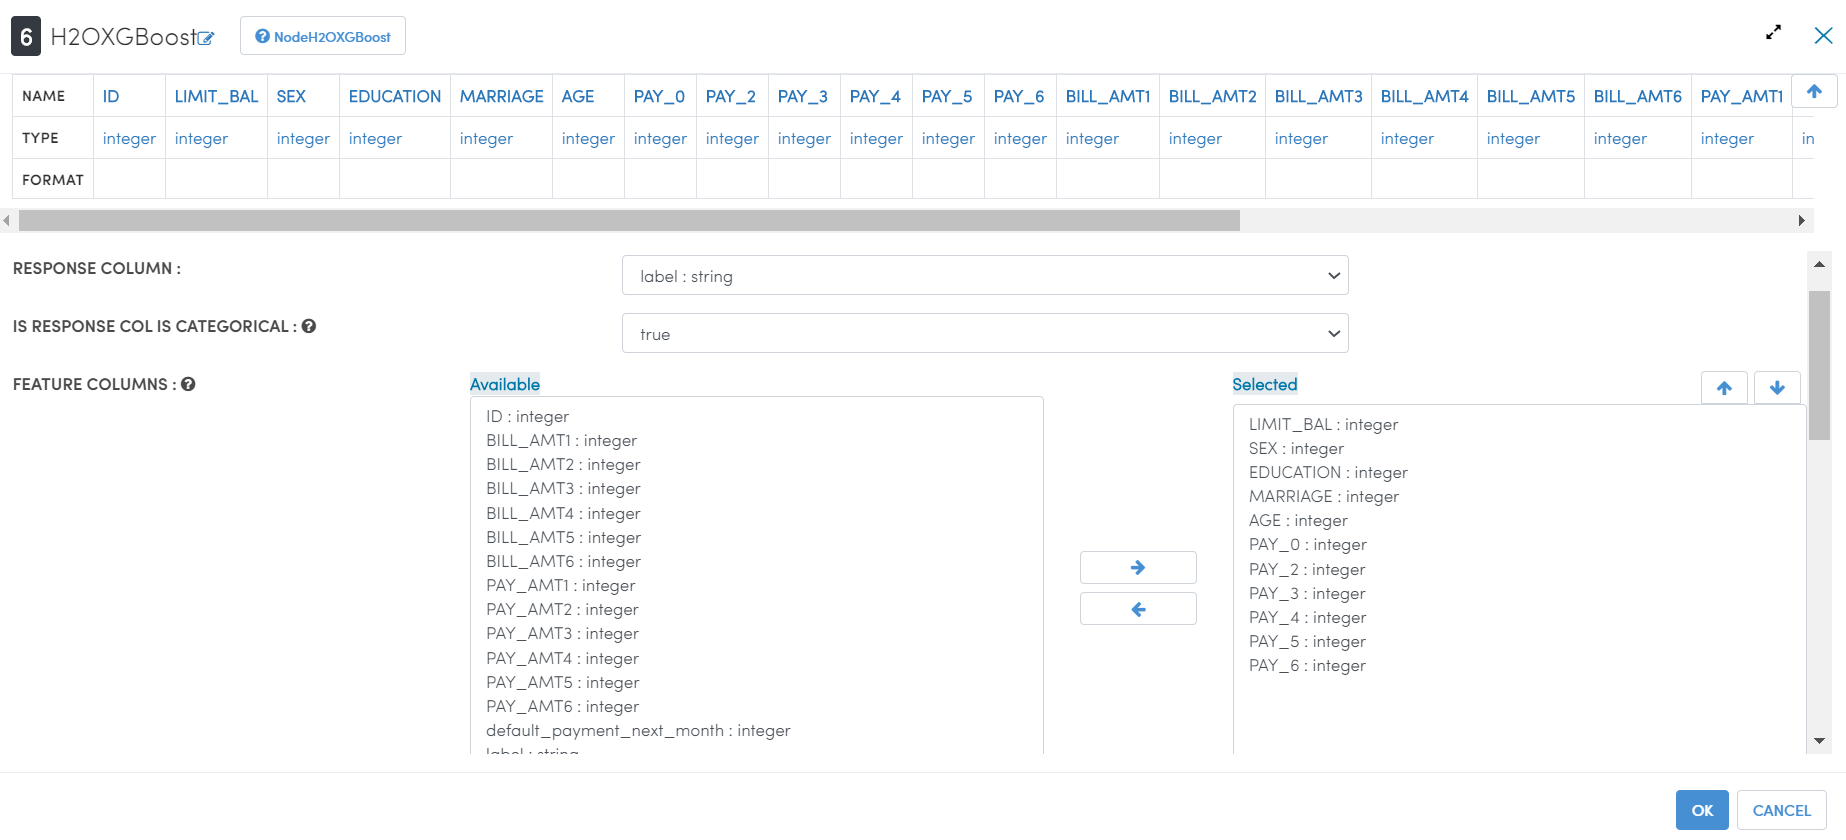 6 H2OXGBoost NodeH2OXGBoost
NAME ID LIMIT_BAL SEX EDUCATION MARRIAGE AGE PAY_0 PAY_2 PAY_3 PAY_4 PAY_5 PAY_6 BILL_AMT1 BILL_AMT2 BILL_AMT3 BILL_AMT4 BILL_AMT5 BILL_AMT6 PAY_AMT1
TYPE integer integer integer integer integer integer integer integer integer integer integer integer integer integer integer integer integer integer integer in
FORMAT
RESPONSE COLUMN :
label : string
IS RESPONSE COL IS CATEGORICAL :
true
FEATURE COLUMNS :
Available
ID : integer
BILL_AMT1 : integer
BILL_AMT2 : integer
BILL_AMT3 : integer
BILL_AMT4 : integer
BILL_AMT5 : integer
BILL_AMT6 : integer
PAY_AMT1 : integer
PAY_AMT2 : integer
PAY_AMT3 : integer
PAY_AMT4 : integer
PAY_AMT5 : integer
PAY_AMT6 : integer
default_payment_next_month : integer
label : string
Selected
LIMIT_BAL : integer
SEX : integer
EDUCATION : integer
MARRIAGE : integer
AGE : integer
PAY_0 : integer
PAY_2 : integer
PAY_3 : integer
PAY_4 : integer
PAY_5 : integer
PAY_6 : integer
OK CANCEL